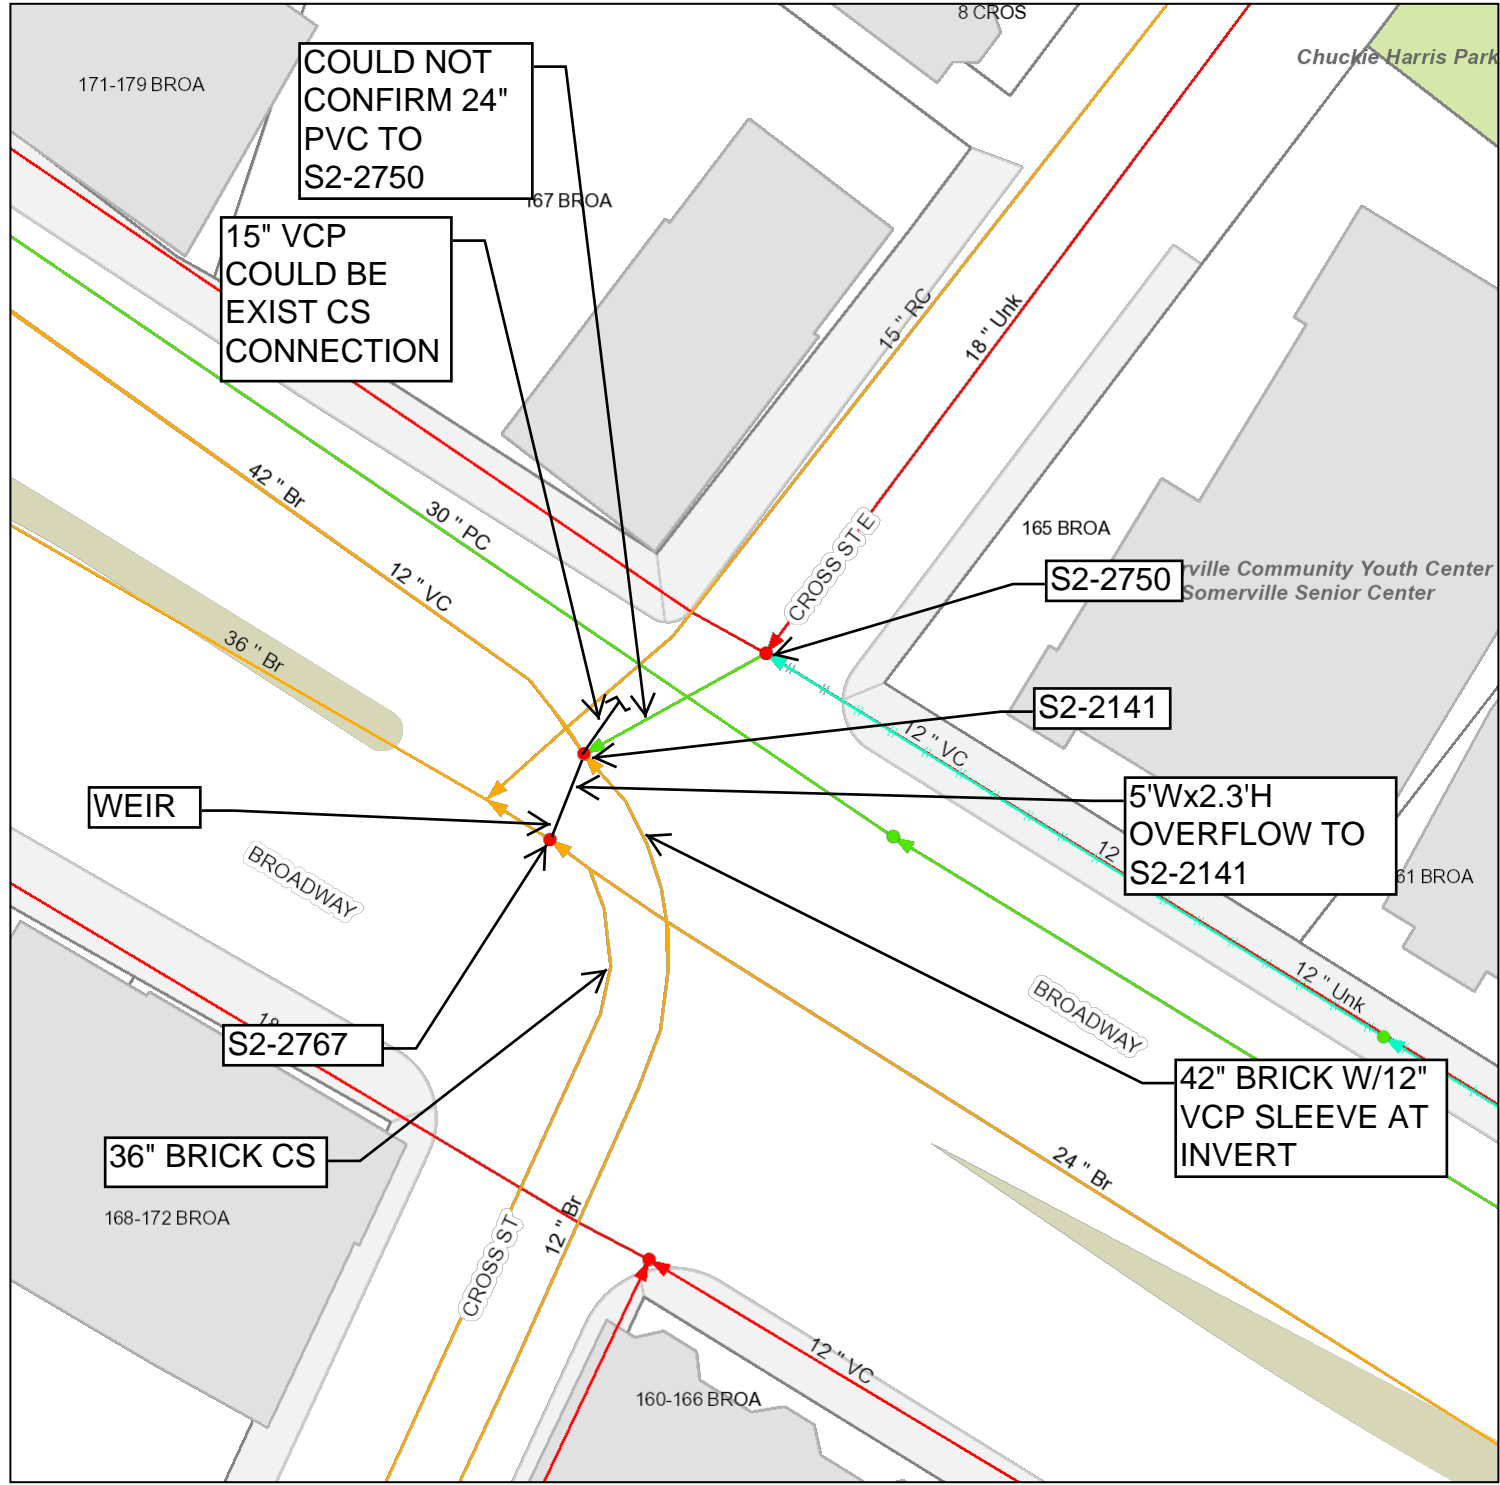 8 CROS
Chuckie Harris Park
171-179 BROA
COULD NOT
CONFIRM 24"
PVC TO
S2-2750
167 BROA
15" VCP
COULD BE
EXIST CS
CONNECTION
15 " RC
18 " Unk
42 " Br
30 " PC
12 " VC
36 " Br
CROSS ST E
165 BROA
S2-2750
rville Community Youth Center
Somerville Senior Center
S2-2141
12 " VC
WEIR
5'Wx2.3'H
OVERFLOW TO
S2-2141
12
61 BROA
BROADWAY
12 " Unk
BROADWAY
18
S2-2767
42" BRICK W/12"
VCP SLEEVE AT
INVERT
36" BRICK CS
24 " Br
168-172 BROA
12 " Br
CROSS ST
12 " VC
160-166 BROA